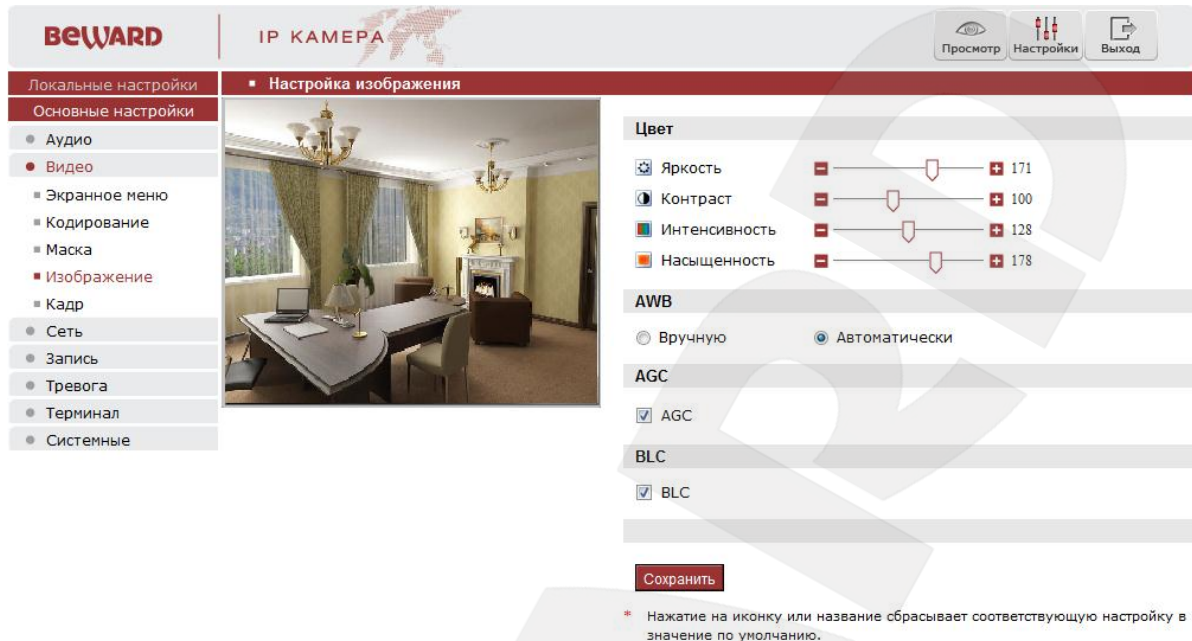 BEWARD
IP КАМЕРА
Просмотр
Настройки
Выход
Локальные настройки
Основные настройки
Аудио
Видео
Экранное меню
Кодирование
Маска
Изображение
Кадр
Сеть
Запись
Тревога
Терминал
Системные
Настройка изображения
Цвет
Яркость 171
Контраст 100
Интенсивность 128
Насыщенность 178
AWB
Вручную Автоматически
AGC
AGC
BLC
BLC
Сохранить
* Нажатие на иконку или название сбрасывает соответствующую настройку в
значение по умолчанию.